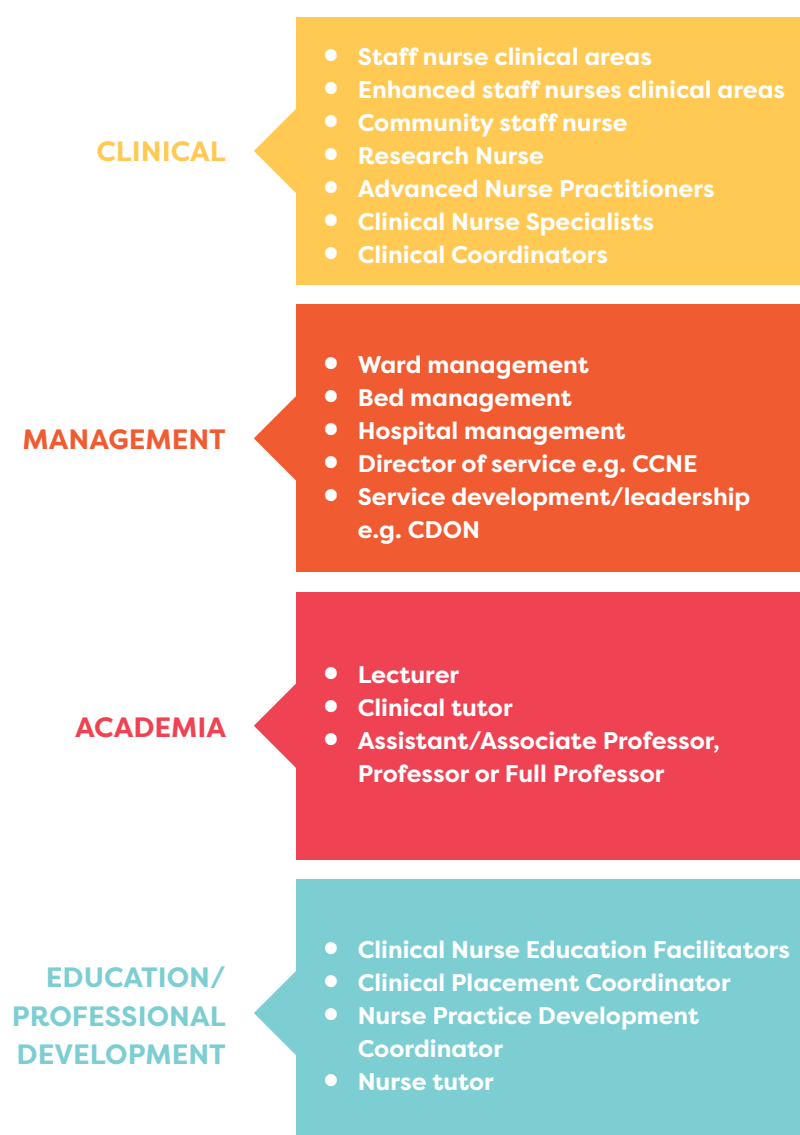 CLINICAL
• Staff nurse clinical areas
• Enhanced staff nurses clinical areas
• Community staff nurse
• Research Nurse
• Advanced Nurse Practitioners
• Clinical Nurse Specialists
• Clinical Coordinators
MANAGEMENT
• Ward management
• Bed management
• Hospital management
• Director of service e.g. CCNE
• Service development/leadership
e.g. CDON
ACADEMIA
• Lecturer
• Clinical tutor
• Assistant/Associate Professor,
Professor or Full Professor
EDUCATION/
PROFESSIONAL
DEVELOPMENT
• Clinical Nurse Education Facilitators
• Clinical Placement Coordinator
• Nurse Practice Development
Coordinator
• Nurse tutor